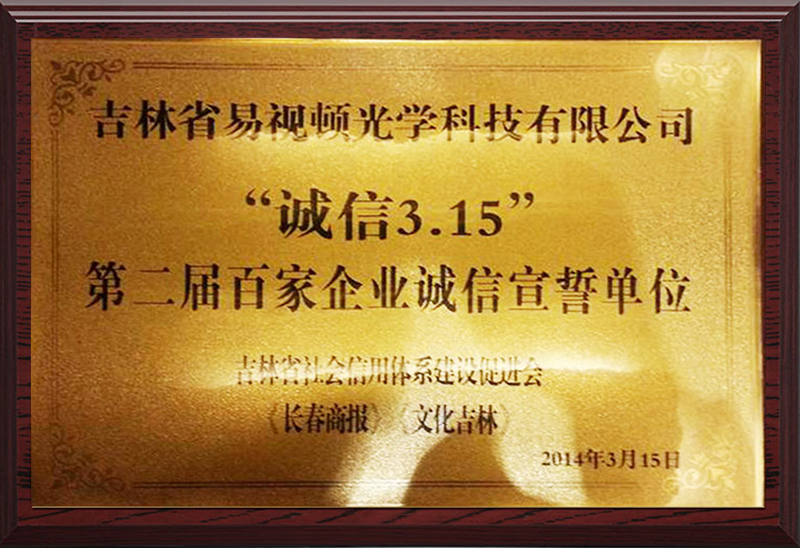 吉林省易视顿光学科技有限公司
“诚信3.15”
第二届百家企业诚信宣誓单位
吉林省社会信用体系建设促进会
《长春商报》《文化吉林》
2014年3月15日